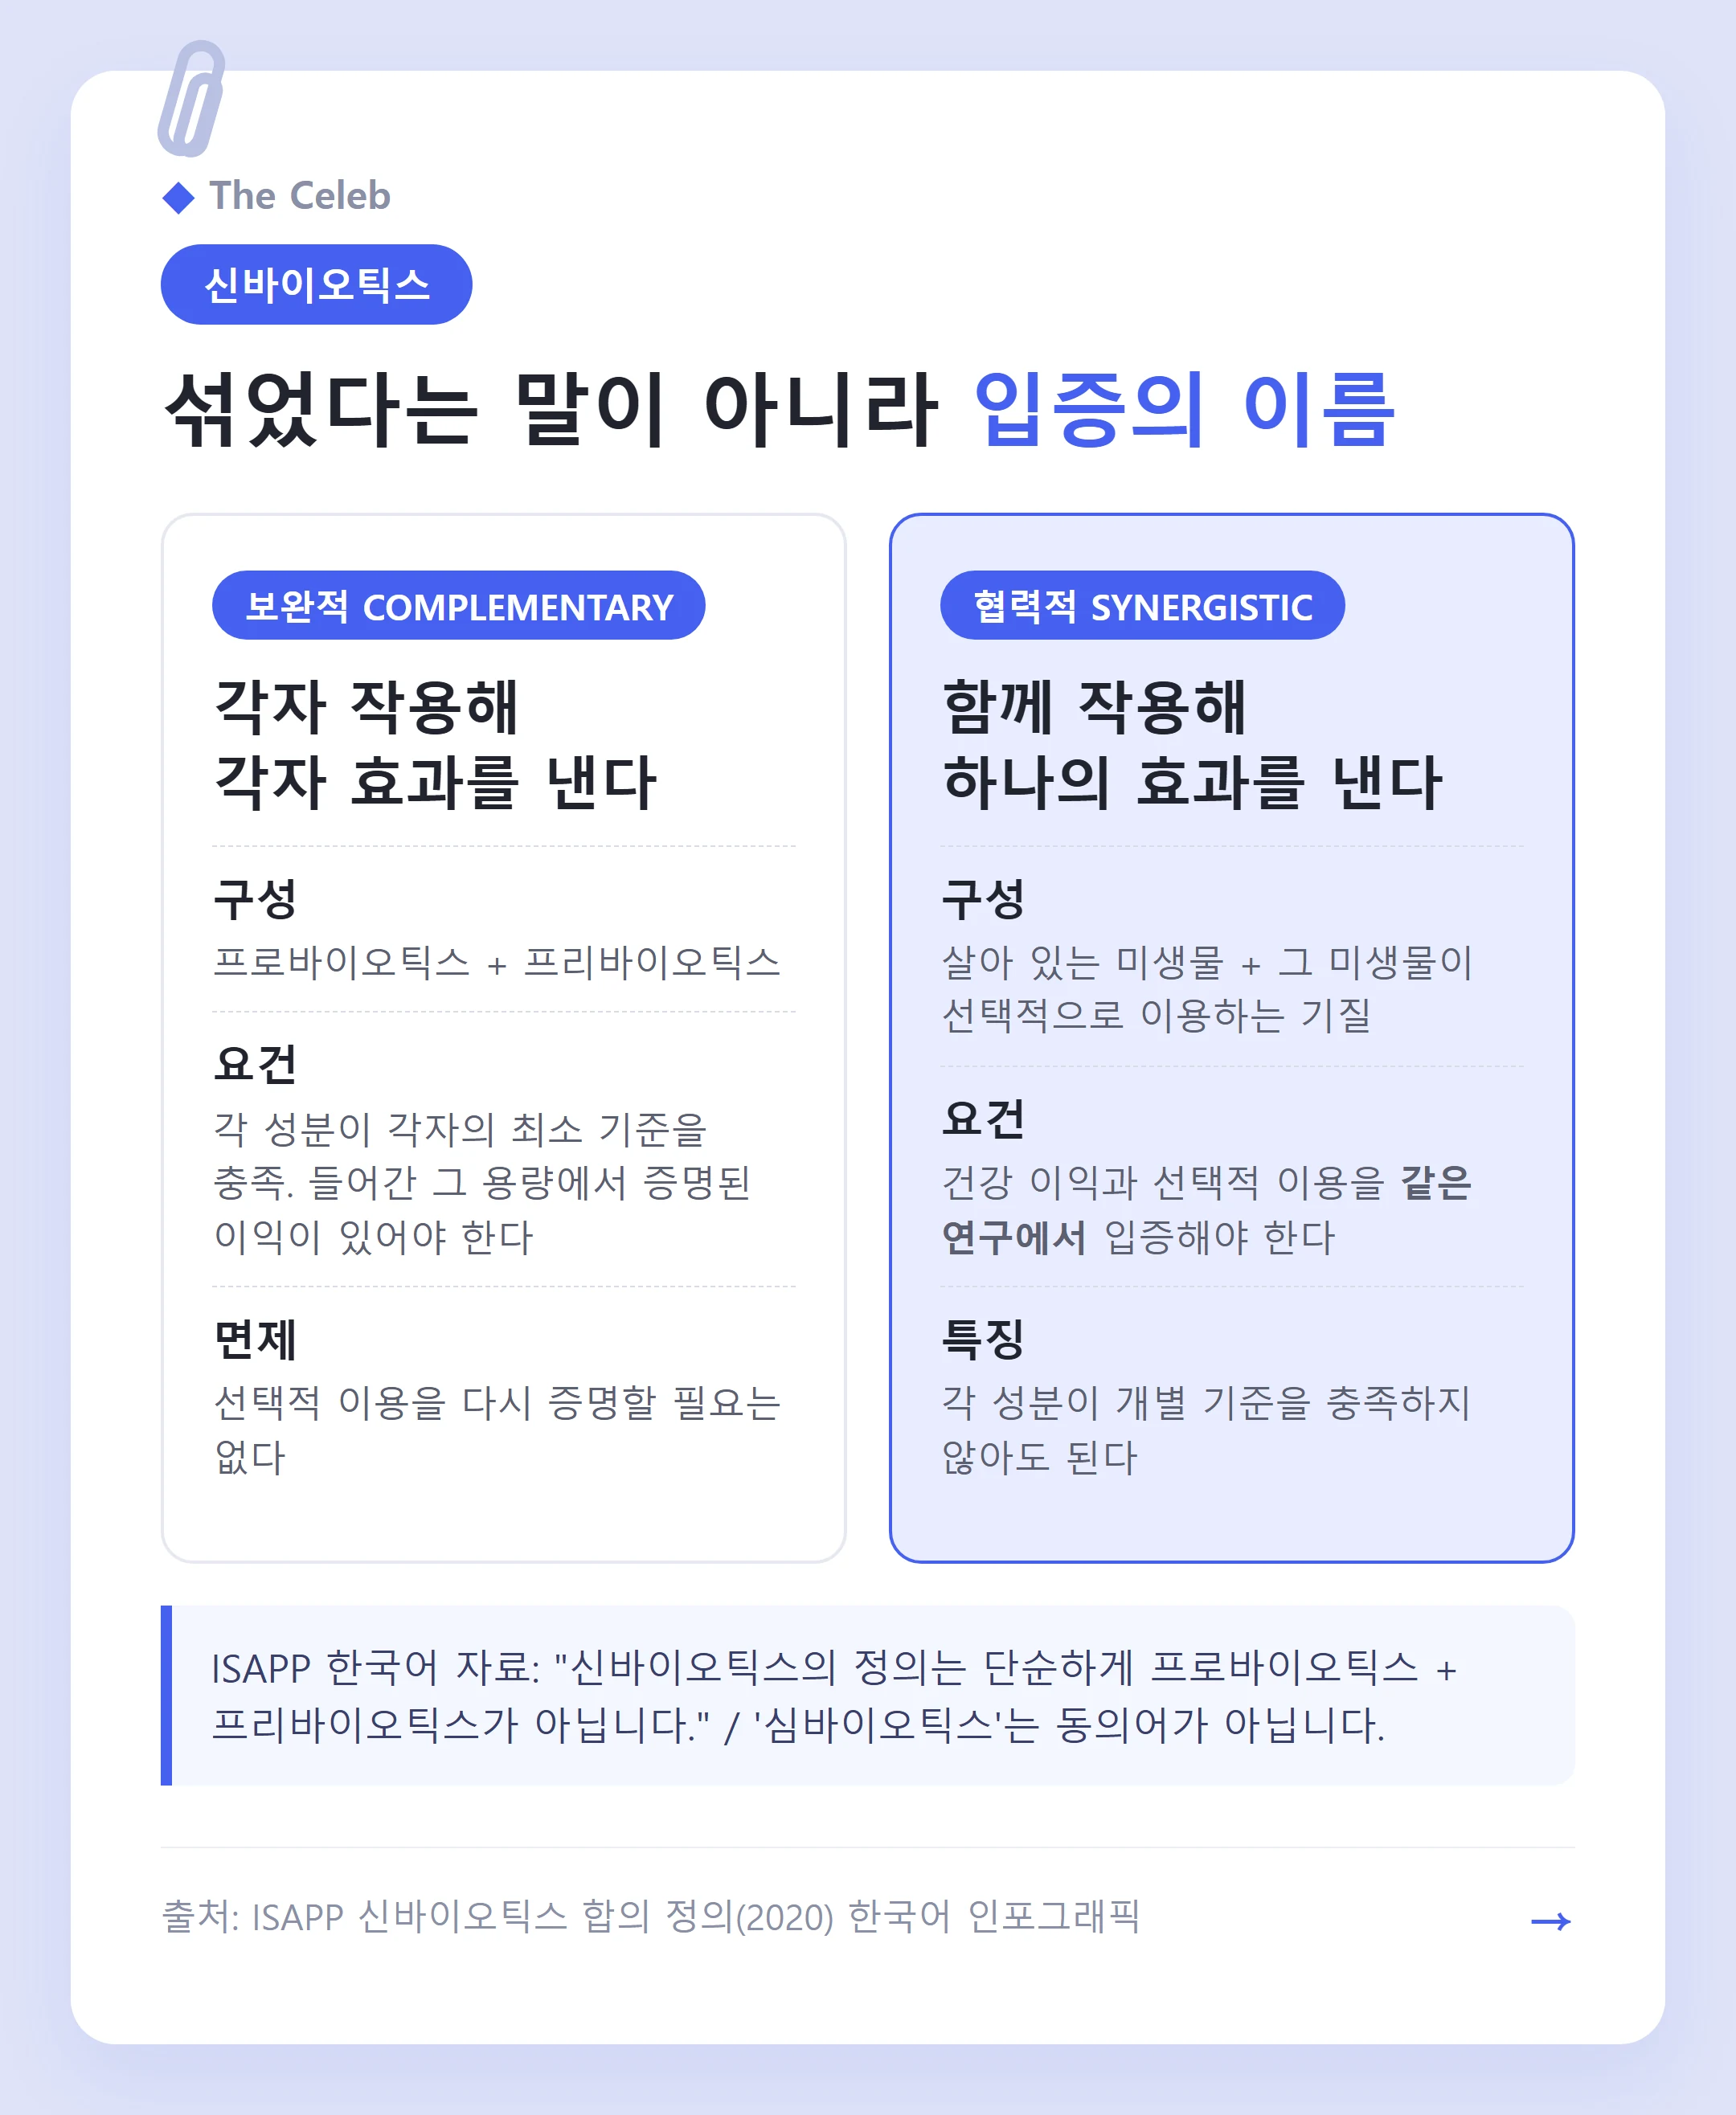 The Celeb
신바이오틱스
섞었다는 말이 아니라 입증의 이름
보완적 COMPLEMENTARY
각자 작용해
각자 효과를 낸다
구성
프로바이오틱스 + 프리바이오틱스
요건
각 성분이 각자의 최소 기준을
충족. 들어간 그 용량에서 증명된
이익이 있어야 한다
면제
선택적 이용을 다시 증명할 필요는
없다
협력적 SYNERGISTIC
함께 작용해
하나의 효과를 낸다
구성
살아 있는 미생물 + 그 미생물이
선택적으로 이용하는 기질
요건
건강 이익과 선택적 이용을 같은
연구에서 입증해야 한다
특징
각 성분이 개별 기준을 충족하지
않아도 된다
ISAPP 한국어 자료: "신바이오틱스의 정의는 단순하게 프로바이오틱스 +
프리바이오틱스가 아닙니다." / '심바이오틱스'는 동의어가 아닙니다.
출처: ISAPP 신바이오틱스 합의 정의(2020) 한국어 인포그래픽 →